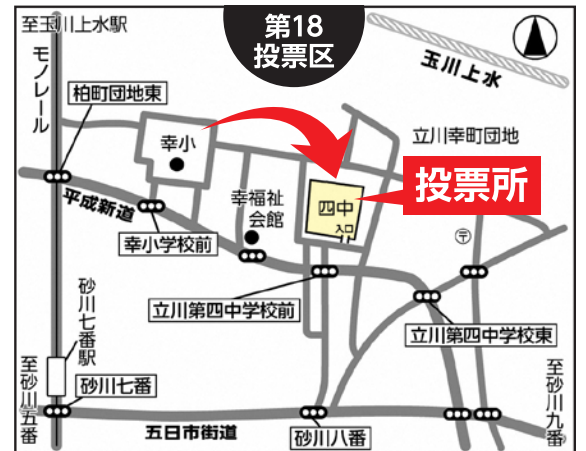 至玉川上水駅
第18
投票区
玉川上水
モノレール
柏町団地東
幸小
立川幸町団地
投票所
平成新道
幸福祉
会館
四中
入口
〒
幸小学校前
立川第四中学校前
立川第四中学校東
砂川七番駅
砂川七番
至砂川五番
五日市街道
砂川八番
至砂川九番